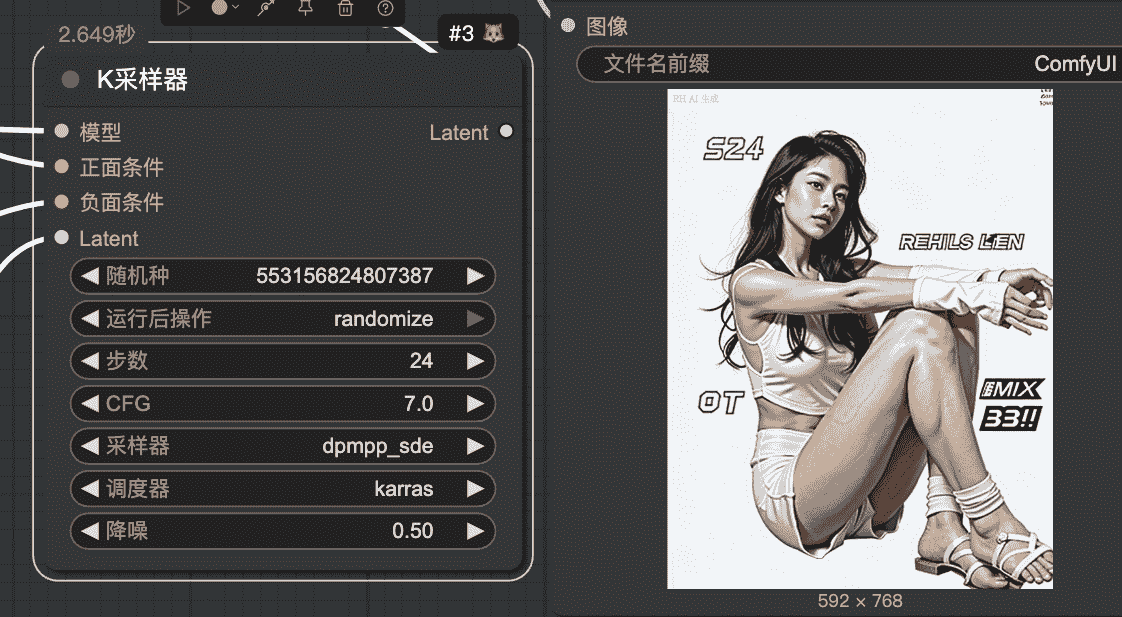 2.649秒
#3
K采样器
模型
Latent
正面条件
负面条件
Latent
随机种 553156824807387
运行后操作 randomize
步数 24
CFG 7.0
采样器 dpmpp_sde
调度器 karras
降噪 0.50
图像
文件名前缀 ComfyUI
RH AI 生成
S24
REHILS
OT
MIX
33!!
592 × 768